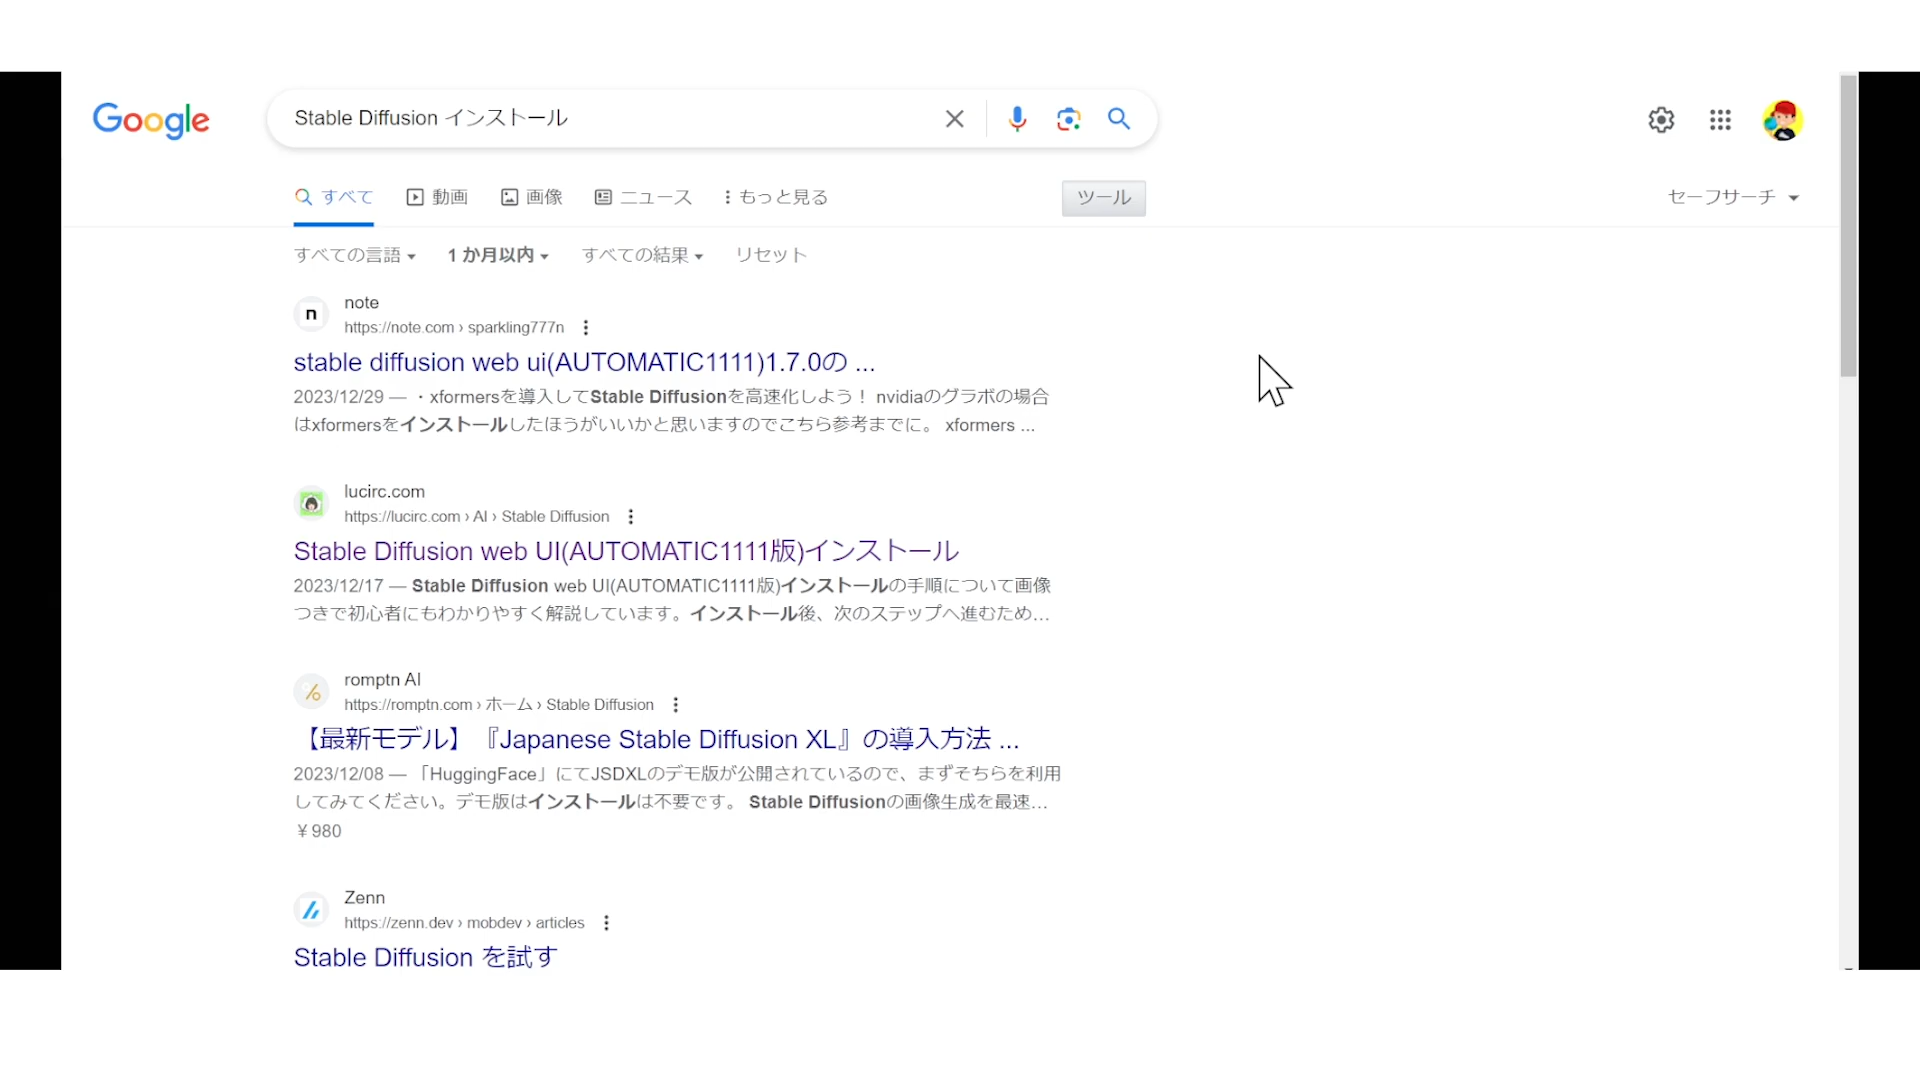 Google
Stable Diffusion インストール
すべて 動画 画像 ニュース もっと見る ツール セーフサーチ
すべての言語 1 か月以内 すべての結果 リセット
note
https://note.com › sparkling777n
stable diffusion web ui(AUTOMATIC1111)1.7.0の ...
2023/12/29 — ・xformersを導入してStable Diffusionを高速化しよう！ nvidiaのグラボの場合
はxformersをインストールしたほうがいいかと思いますのでこちら参考までに。 xformers ...
lucirc.com
https://lucirc.com › AI › Stable Diffusion
Stable Diffusion web UI(AUTOMATIC1111版)インストール
2023/12/17 — Stable Diffusion web UI(AUTOMATIC1111版)インストールの手順について画像
つきで初心者にもわかりやすく解説しています。インストール後、次のステップへ進むため...
romptn AI
https://romptn.com › ホーム › Stable Diffusion
【最新モデル】『Japanese Stable Diffusion XL』の導入方法 ...
2023/12/08 — 「HuggingFace」にてJSDXLのデモ版が公開されているので、まずそちらを利用
してみてください。デモ版はインストールは不要です。 Stable Diffusionの画像生成を最速...
￥980
Zenn
https://zenn.dev › mobdev › articles
Stable Diffusion を試す